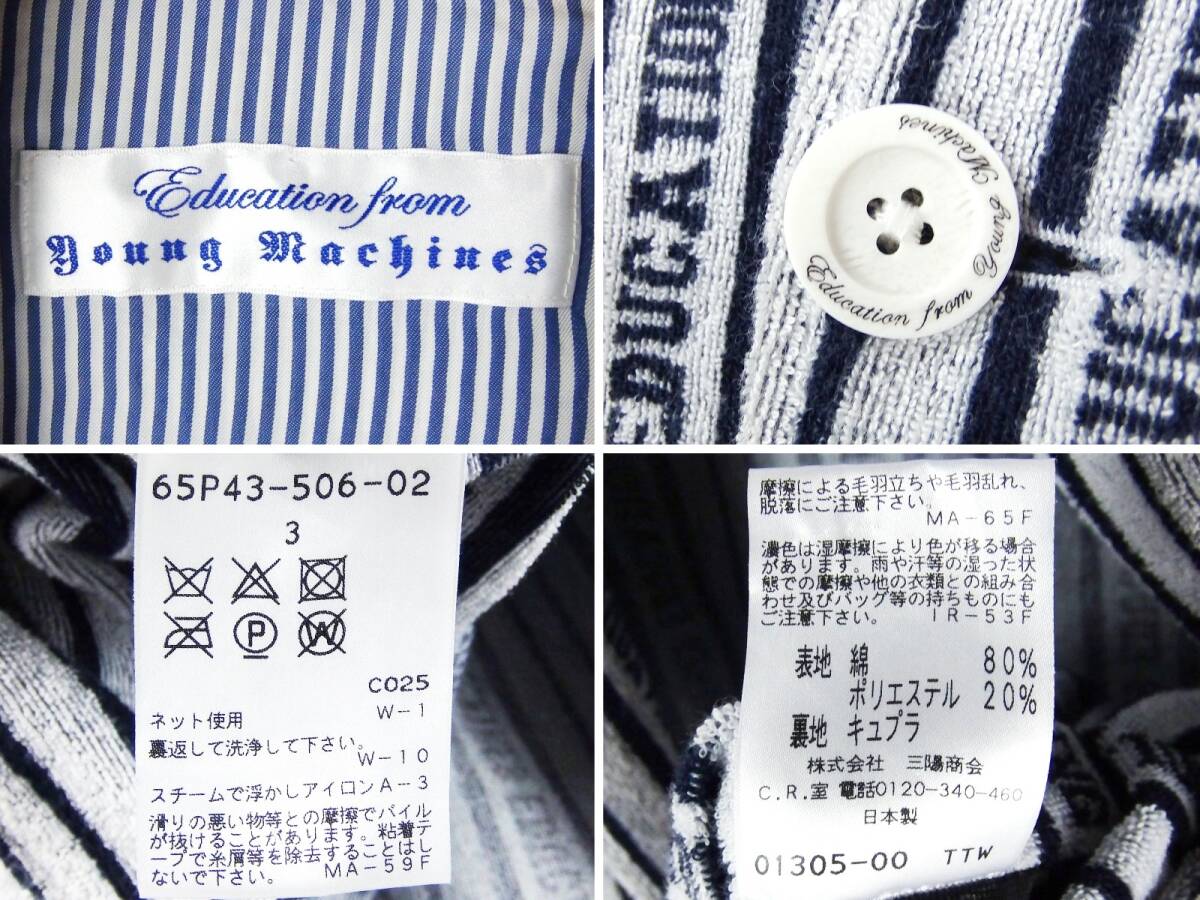 Education from
Young Machines
EDUCATIO
Education from Young Machines
65P43-506-02
3
P
W
C025
ネット使用 W-1
裏返して洗浄して下さい。
W-10
スチームで浮かしアイロン A-3
滑りの悪い物等との摩擦でパイル
が抜けることがあります。粘着テ
ープで糸屑等を除去することはし
ないで下さい。 MA-59F
摩擦による毛羽立ちや毛羽乱れ、
脱落にご注意下さい。
MA-65F
濃色は湿摩擦により色が移る場合
があります。雨や汗等の湿った状
態での摩擦や他の衣類との組み合
わせ及びバッグ等の持ちものにも
ご注意下さい。 IR-53F
表地 綿 80%
ポリエステル 20%
裏地 キュプラ
株式会社 三陽商会
C.R.室 電話0120-340-460
日本製
01305-00 TTW